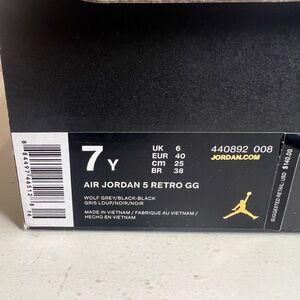 7 Y
UK 6
EUR 40
cm 25
BR 38
440892 008
JORDAN.COM
AIR JORDAN 5 RETRO GG
WOLF GREY/BLACK-BLACK
GRIS LOUP/NOIR/NOIR
MADE IN VIETNAM / FABRIQUE AU VIETNAM /
HECHO EN VIETNAM
SUGGESTED RETAIL: USD $140.00